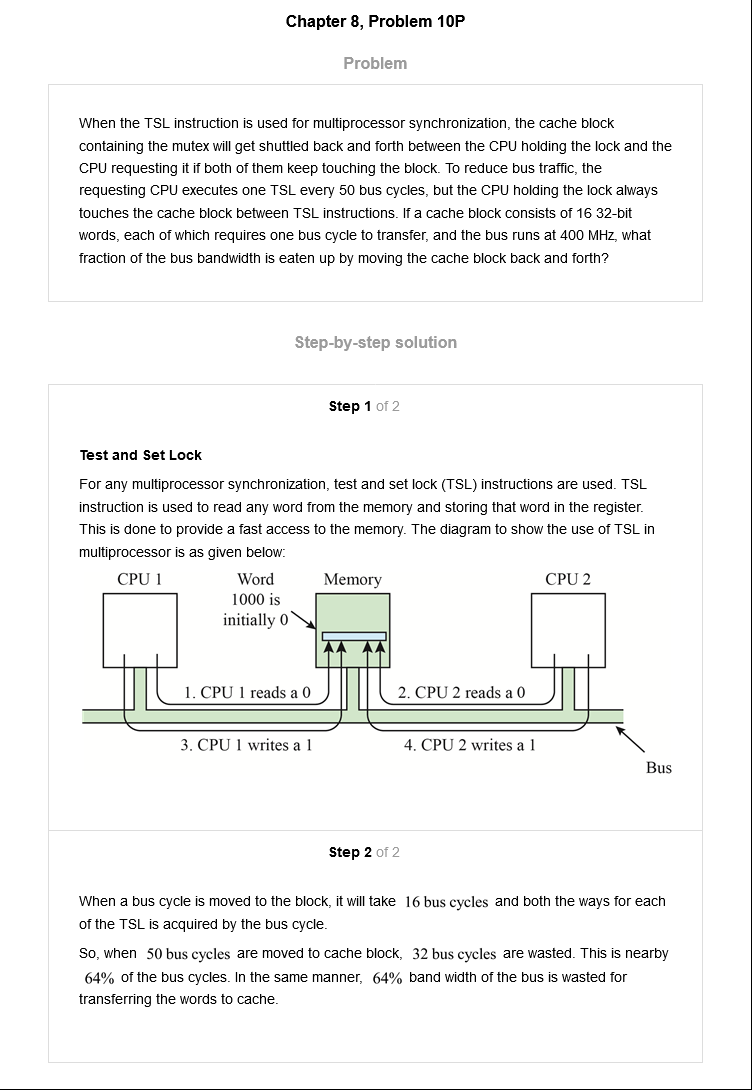 Chapter 8, Problem 10P
Problem
When the TSL instruction is used for multiprocessor synchronization, the cache block
containing the mutex will get shuttled back and forth between the CPU holding the lock and the
CPU requesting it if both of them keep touching the block. To reduce bus traffic, the
requesting CPU executes one TSL every 50 bus cycles, but the CPU holding the lock always
touches the cache block between TSL instructions. If a cache block consists of 16 32-bit
words, each of which requires one bus cycle to transfer, and the bus runs at 400 MHz, what
fraction of the bus bandwidth is eaten up by moving the cache block back and forth?
Step-by-step solution
Step 1 of 2
Test and Set Lock
For any multiprocessor synchronization, test and set lock (TSL) instructions are used. TSL
instruction is used to read any word from the memory and storing that word in the register.
This is done to provide a fast access to the memory. The diagram to show the use of TSL in
multiprocessor is as given below:
CPU 1
Word
1000 is
initially 0
Memory
CPU 2
1. CPU 1 reads a 0
2. CPU 2 reads a 0
3. CPU 1 writes a 1
4. CPU 2 writes a 1
Bus
Step 2 of 2
When a bus cycle is moved to the block, it will take 16 bus cycles and both the ways for each
of the TSL is acquired by the bus cycle.
So, when 50 bus cycles are moved to cache block, 32 bus cycles are wasted. This is nearby
64% of the bus cycles. In the same manner, 64% band width of the bus is wasted for
transferring the words to cache.